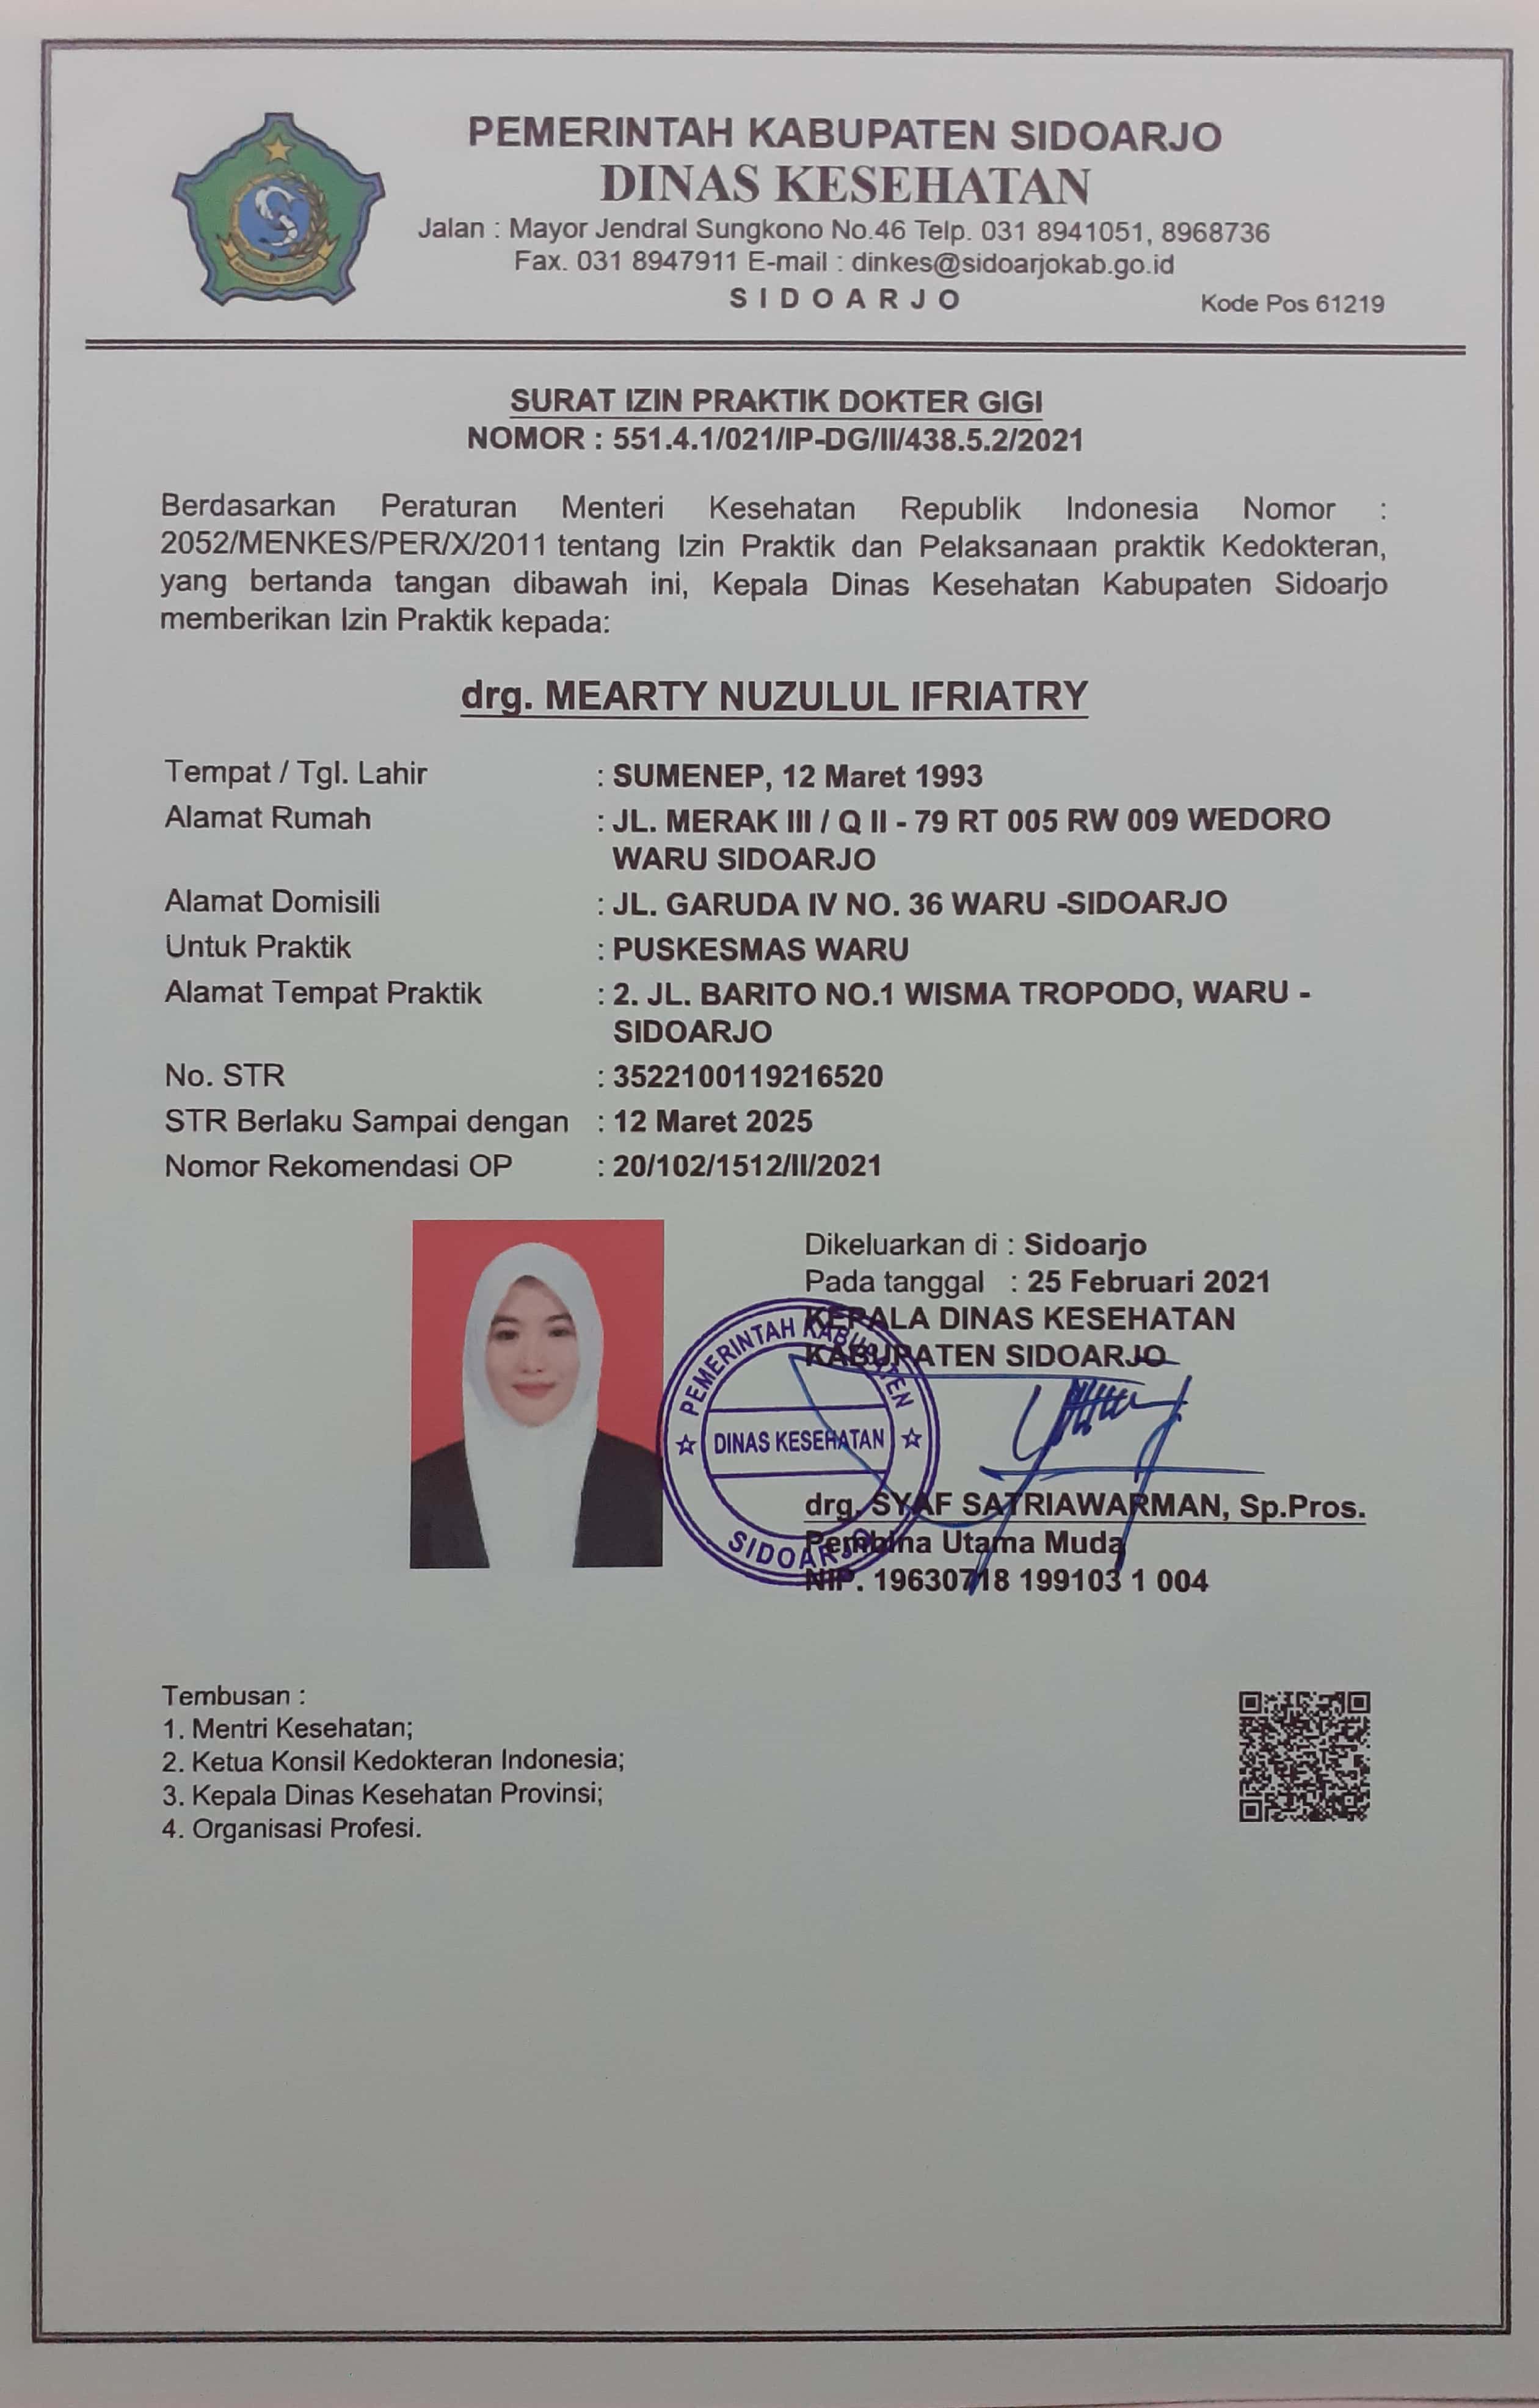 PEMERINTAH KABUPATEN SIDOARJO
DINAS KESEHATAN
Jalan : Mayor Jendral Sungkono No.46 Telp. 031 8941051, 8968736
Fax. 031 8947911 E-mail : dinkes@sidoarjokab.go.id
S I D O A R J O
Kode Pos 61219
SURAT IZIN PRAKTIK DOKTER GIGI
NOMOR : 551.4.1/021/IP-DG/II/438.5.2/2021
Berdasarkan Peraturan Menteri Kesehatan Republik Indonesia Nomor :
2052/MENKES/PER/X/2011 tentang Izin Praktik dan Pelaksanaan praktik Kedokteran,
yang bertanda tangan dibawah ini, Kepala Dinas Kesehatan Kabupaten Sidoarjo
memberikan Izin Praktik kepada:
drg. MEARTY NUZULUL IFRIATRY
Tempat / Tgl. Lahir : SUMENEP, 12 Maret 1993
Alamat Rumah : JL. MERAK III / Q II - 79 RT 005 RW 009 WEDORO
WARU SIDOARJO
Alamat Domisili : JL. GARUDA IV NO. 36 WARU -SIDOARJO
Untuk Praktik : PUSKESMAS WARU
Alamat Tempat Praktik : 2. JL. BARITO NO.1 WISMA TROPODO, WARU -
SIDOARJO
No. STR : 3522100119216520
STR Berlaku Sampai dengan : 12 Maret 2025
Nomor Rekomendasi OP : 20/102/1512/II/2021
Dikeluarkan di : Sidoarjo
Pada tanggal : 25 Februari 2021
KEPALA DINAS KESEHATAN
KABUPATEN SIDOARJO
PEMERINTAH KABUPATEN
DINAS KESEHATAN
SIDOARJO
drg. SYAF SATRIAWARMAN, Sp.Pros.
Pembina Utama Muda
NIP. 19630718 199103 1 004
Tembusan :
1. Mentri Kesehatan;
2. Ketua Konsil Kedokteran Indonesia;
3. Kepala Dinas Kesehatan Provinsi;
4. Organisasi Profesi.